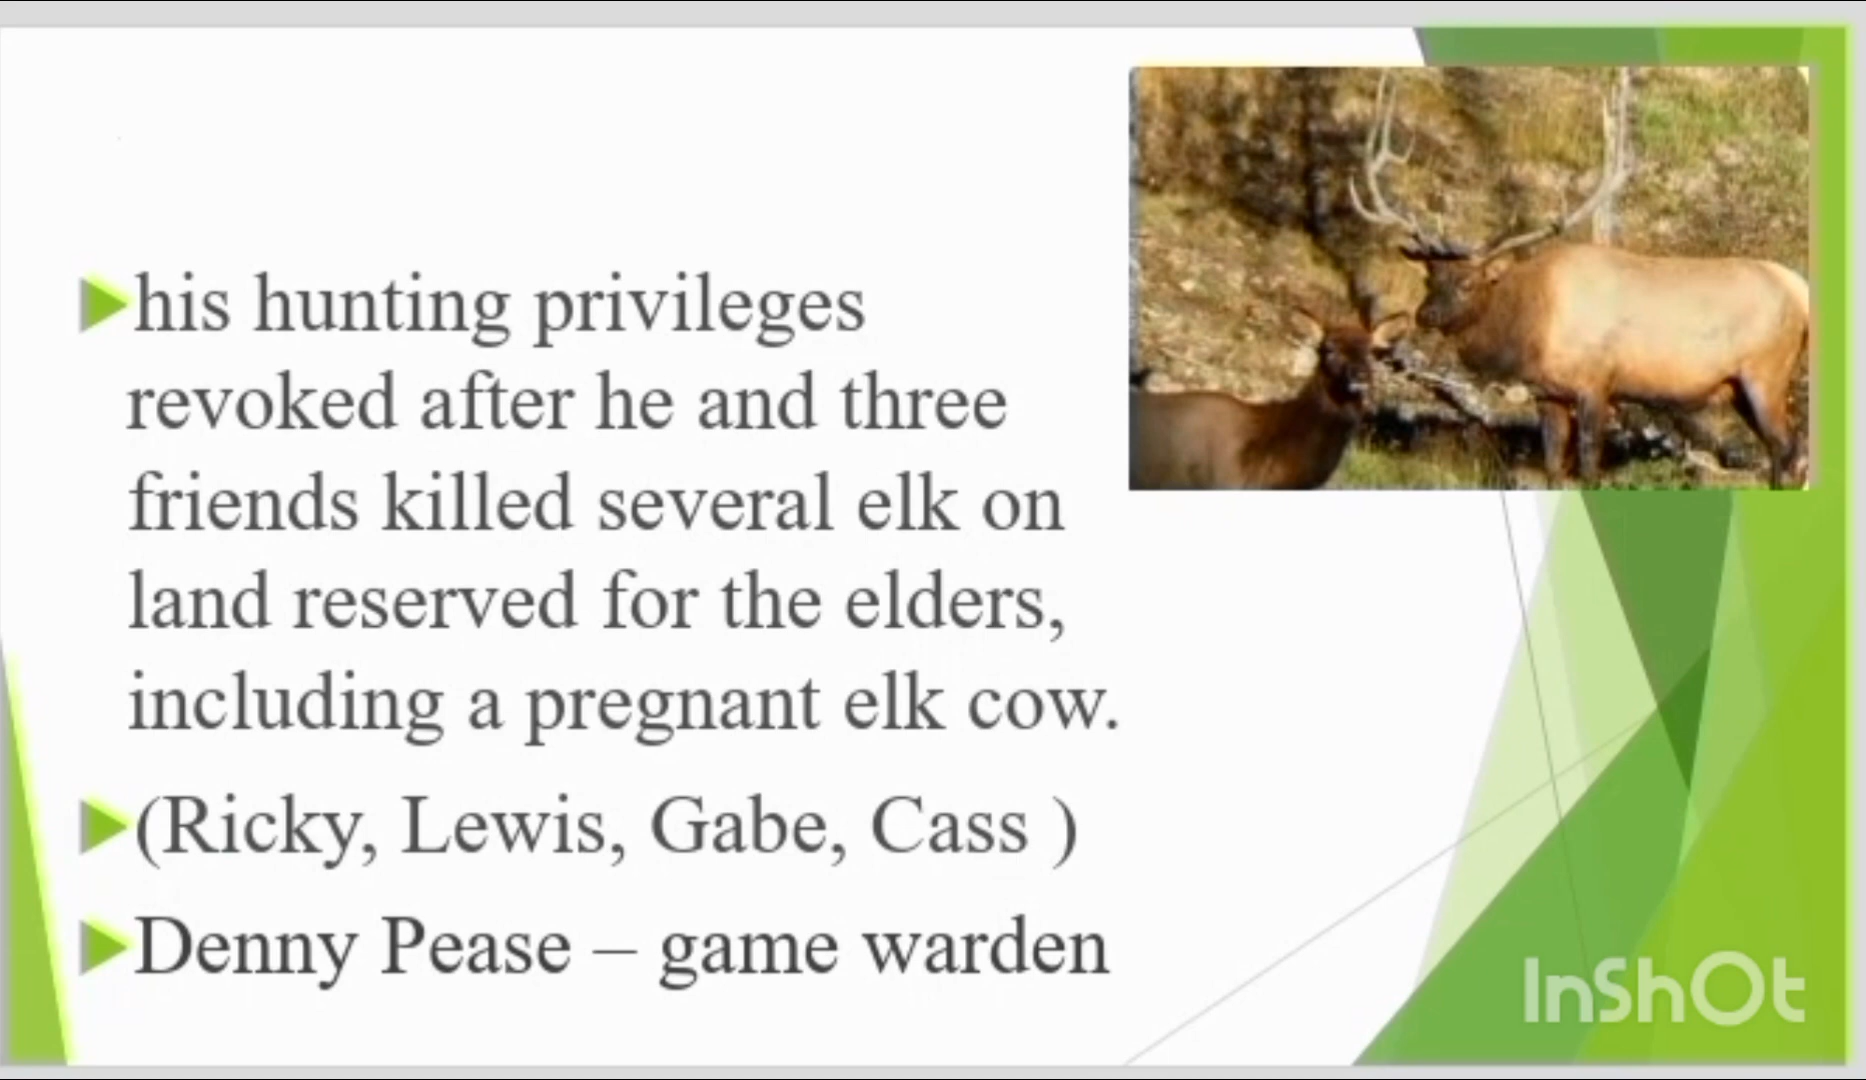 his hunting privileges
revoked after he and three
friends killed several elk on
land reserved for the elders,
including a pregnant elk cow.
(Ricky, Lewis, Gabe, Cass )
Denny Pease – game warden
InShOt